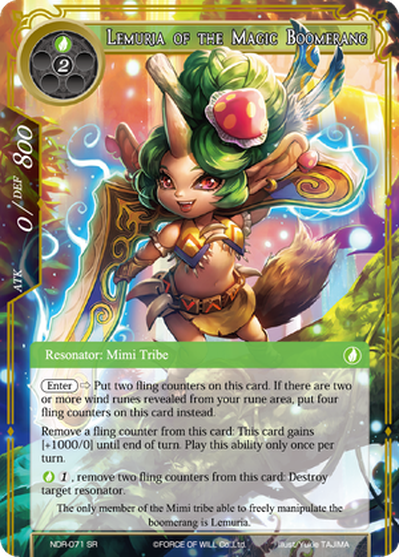 Lemuria of the Magic Boomerang
2
ATK 0 / DEF 800
Resonator: Mimi Tribe
Enter ⇨ Put two fling counters on this card. If there are two
or more wind runes revealed from your rune area, put four
fling counters on this card instead.
Remove a fling counter from this card: This card gains
[+1000/0] until end of turn. Play this ability only once per
turn.
1 , remove two fling counters from this card: Destroy
target resonator.
The only member of the Mimi tribe able to freely manipulate the
boomerang is Lemuria.
NDR-071 SR
©FORCE OF WILL Co.,Ltd.
Illust/Yukie TAJIMA